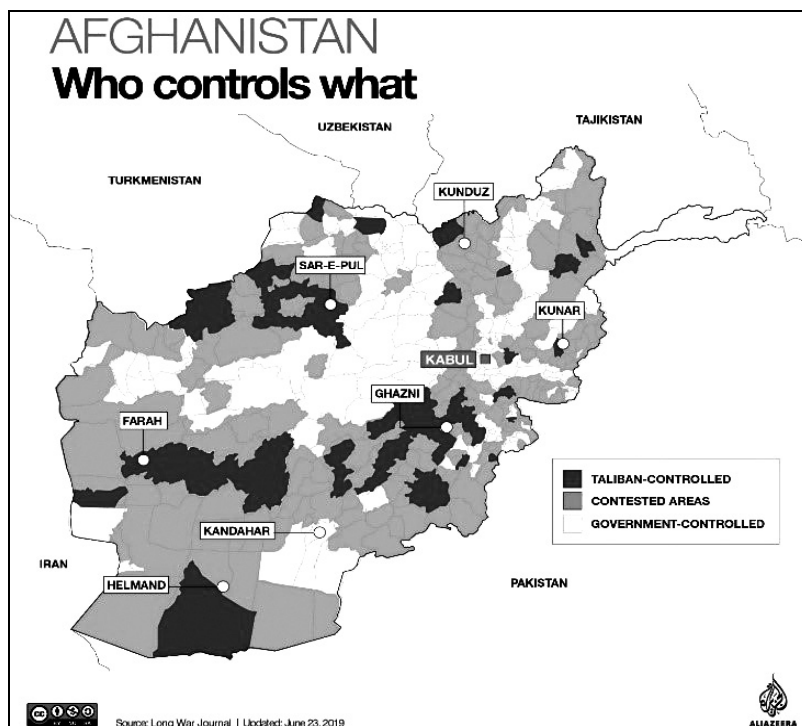 AFGHANISTAN
Who controls what
UZBEKISTAN
TAJIKISTAN
TURKMENISTAN
KUNDUZ
SAR-E-PUL
KUNAR
KABUL
GHAZNI
FARAH
TALIBAN-CONTROLLED
CONTESTED AREAS
GOVERNMENT-CONTROLLED
KANDAHAR
IRAN
HELMAND
PAKISTAN
Source: Long War Journal | Updated: June 23, 2019
ALJAZEERA